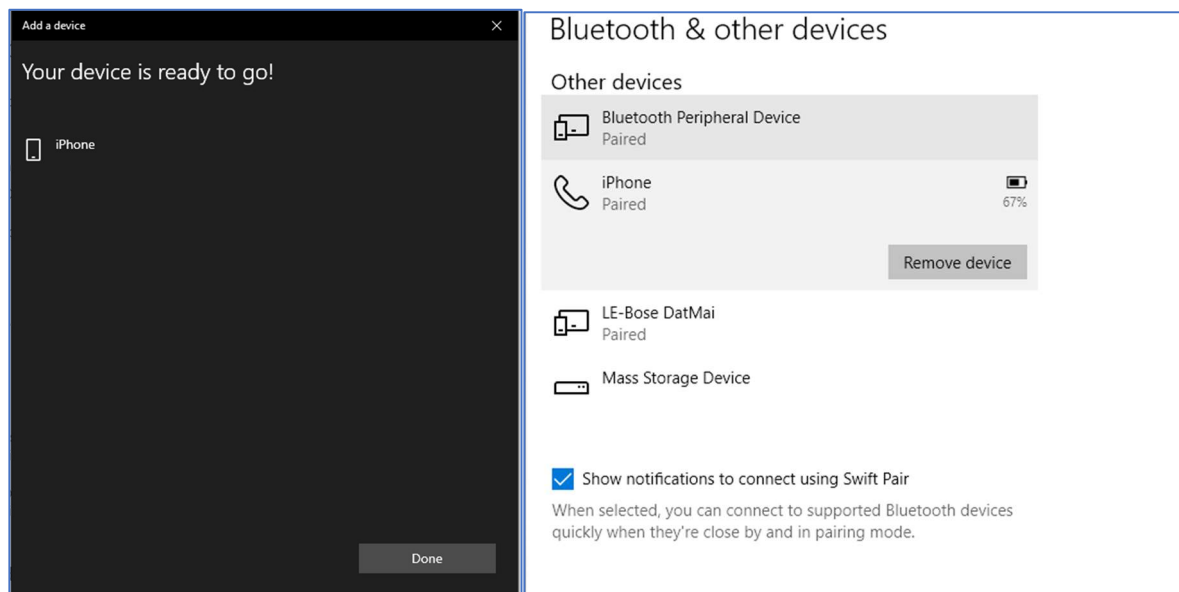 Add a device
Your device is ready to go!
iPhone
Done
Bluetooth & other devices
Other devices
Bluetooth Peripheral Device
Paired
iPhone
Paired
67%
Remove device
LE-Bose DatMai
Paired
Mass Storage Device
Show notifications to connect using Swift Pair
When selected, you can connect to supported Bluetooth devices
quickly when they're close by and in pairing mode.